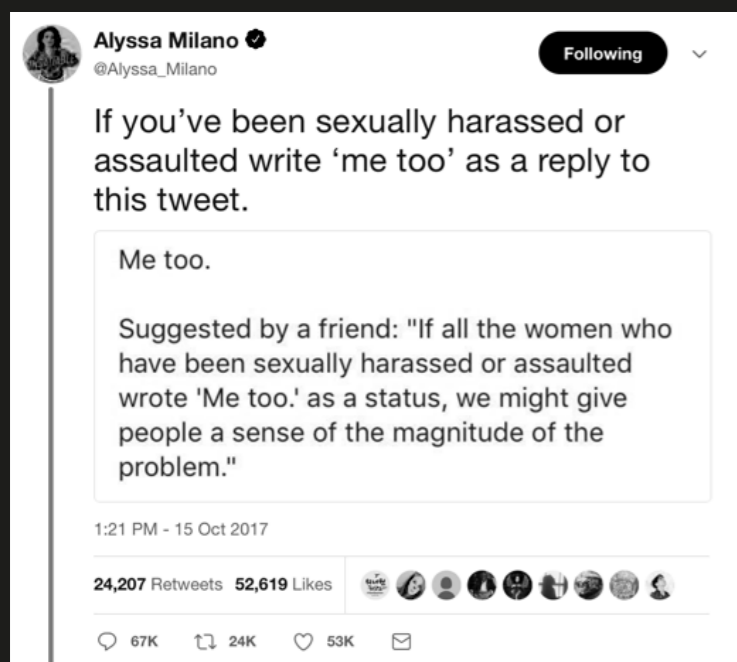 Alyssa Milano
@Alyssa_Milano
Following
If you’ve been sexually harassed or
assaulted write ‘me too’ as a reply to
this tweet.
Me too.
Suggested by a friend: "If all the women who
have been sexually harassed or assaulted
wrote 'Me too.' as a status, we might give
people a sense of the magnitude of the
problem."
1:21 PM - 15 Oct 2017
24,207 Retweets 52,619 Likes
67K 24K 53K